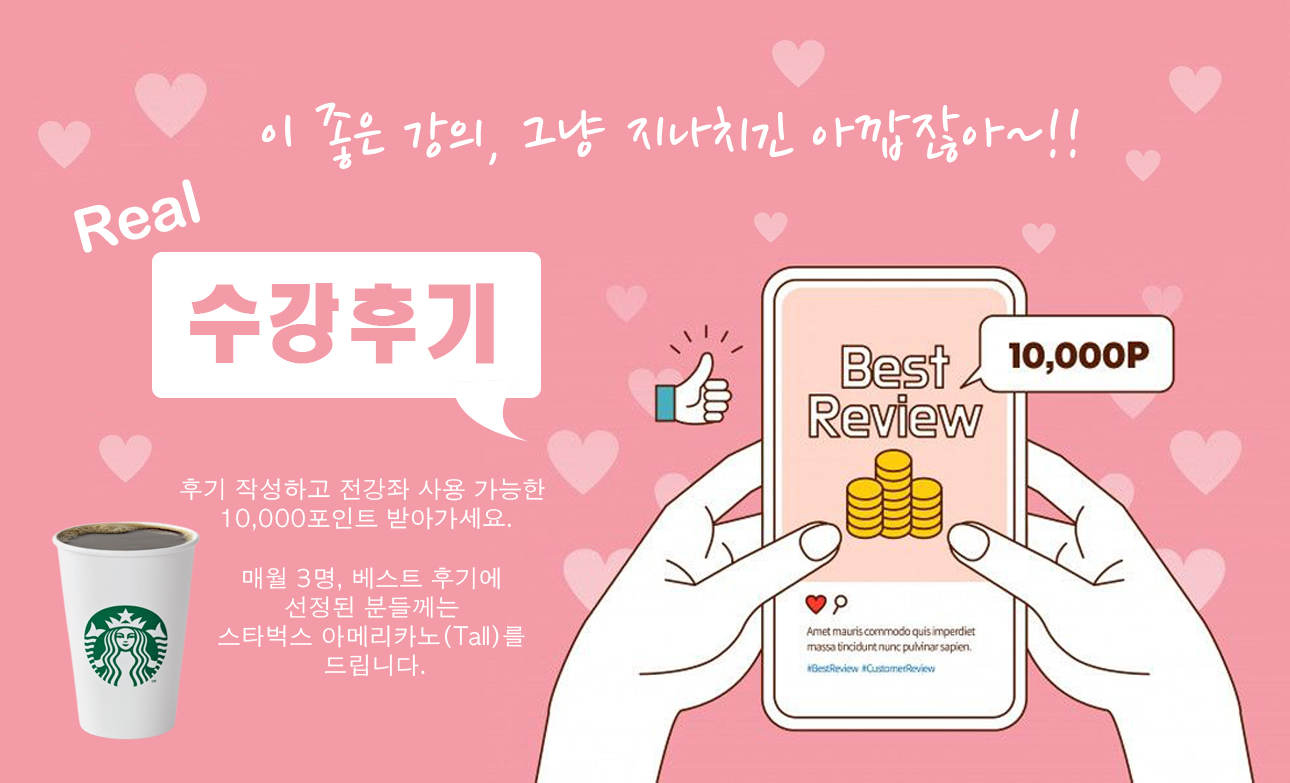 이 좋은 강의, 그냥 지나치긴 아깝잖아~!!
Real
수강후기
후기 작성하고 전강좌 사용 가능한
10,000포인트 받아가세요.
매월 3명, 베스트 후기에
선정된 분들께는
스타벅스 아메리카노(Tall)를
드립니다.
10,000P
Best
Review
Amet mauris commodo quis imperdiet
massa tincidunt nunc pulvinar sapien.
#BestReview #CustomerReview